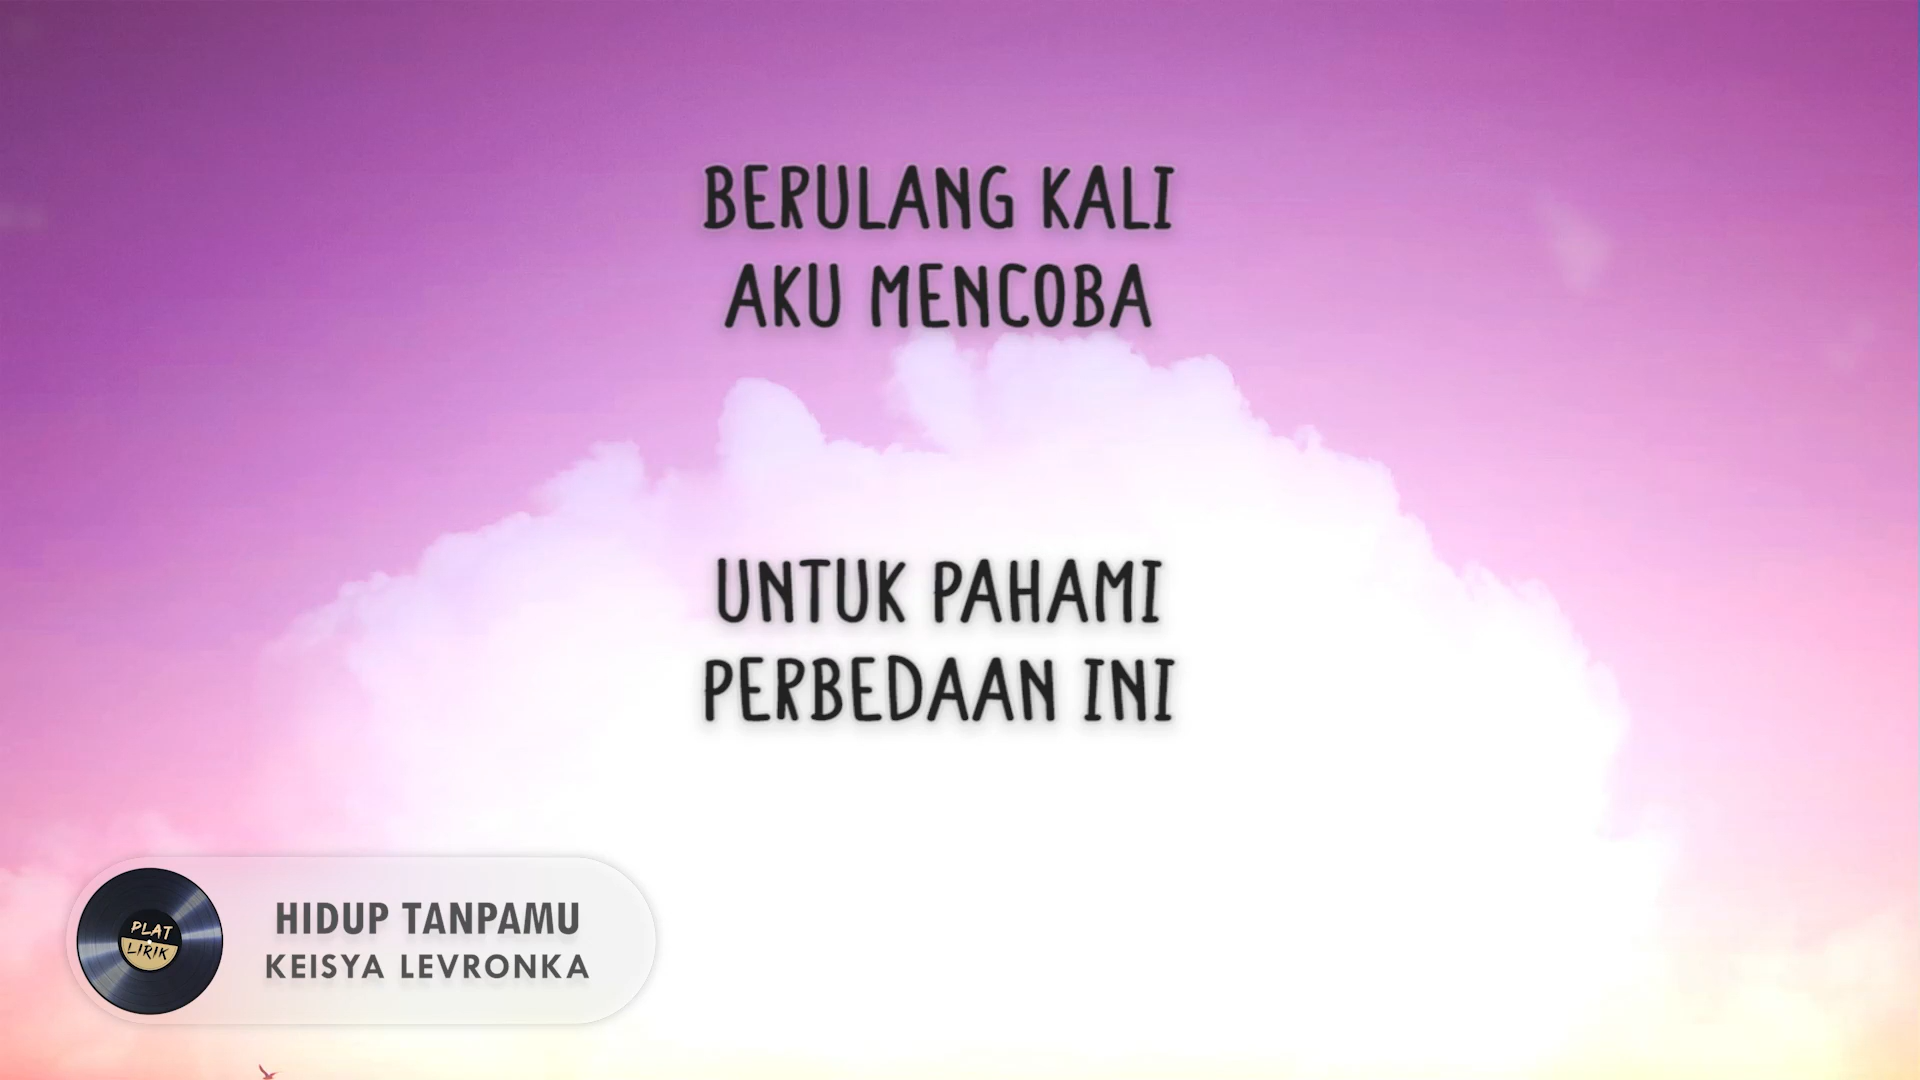 BERULANG KALI
AKU MENCOBA
UNTUK PAHAMI
PERBEDAAN INI
PLAT
LIRIK
HIDUP TANPAMU
KEISYA LEVRONKA